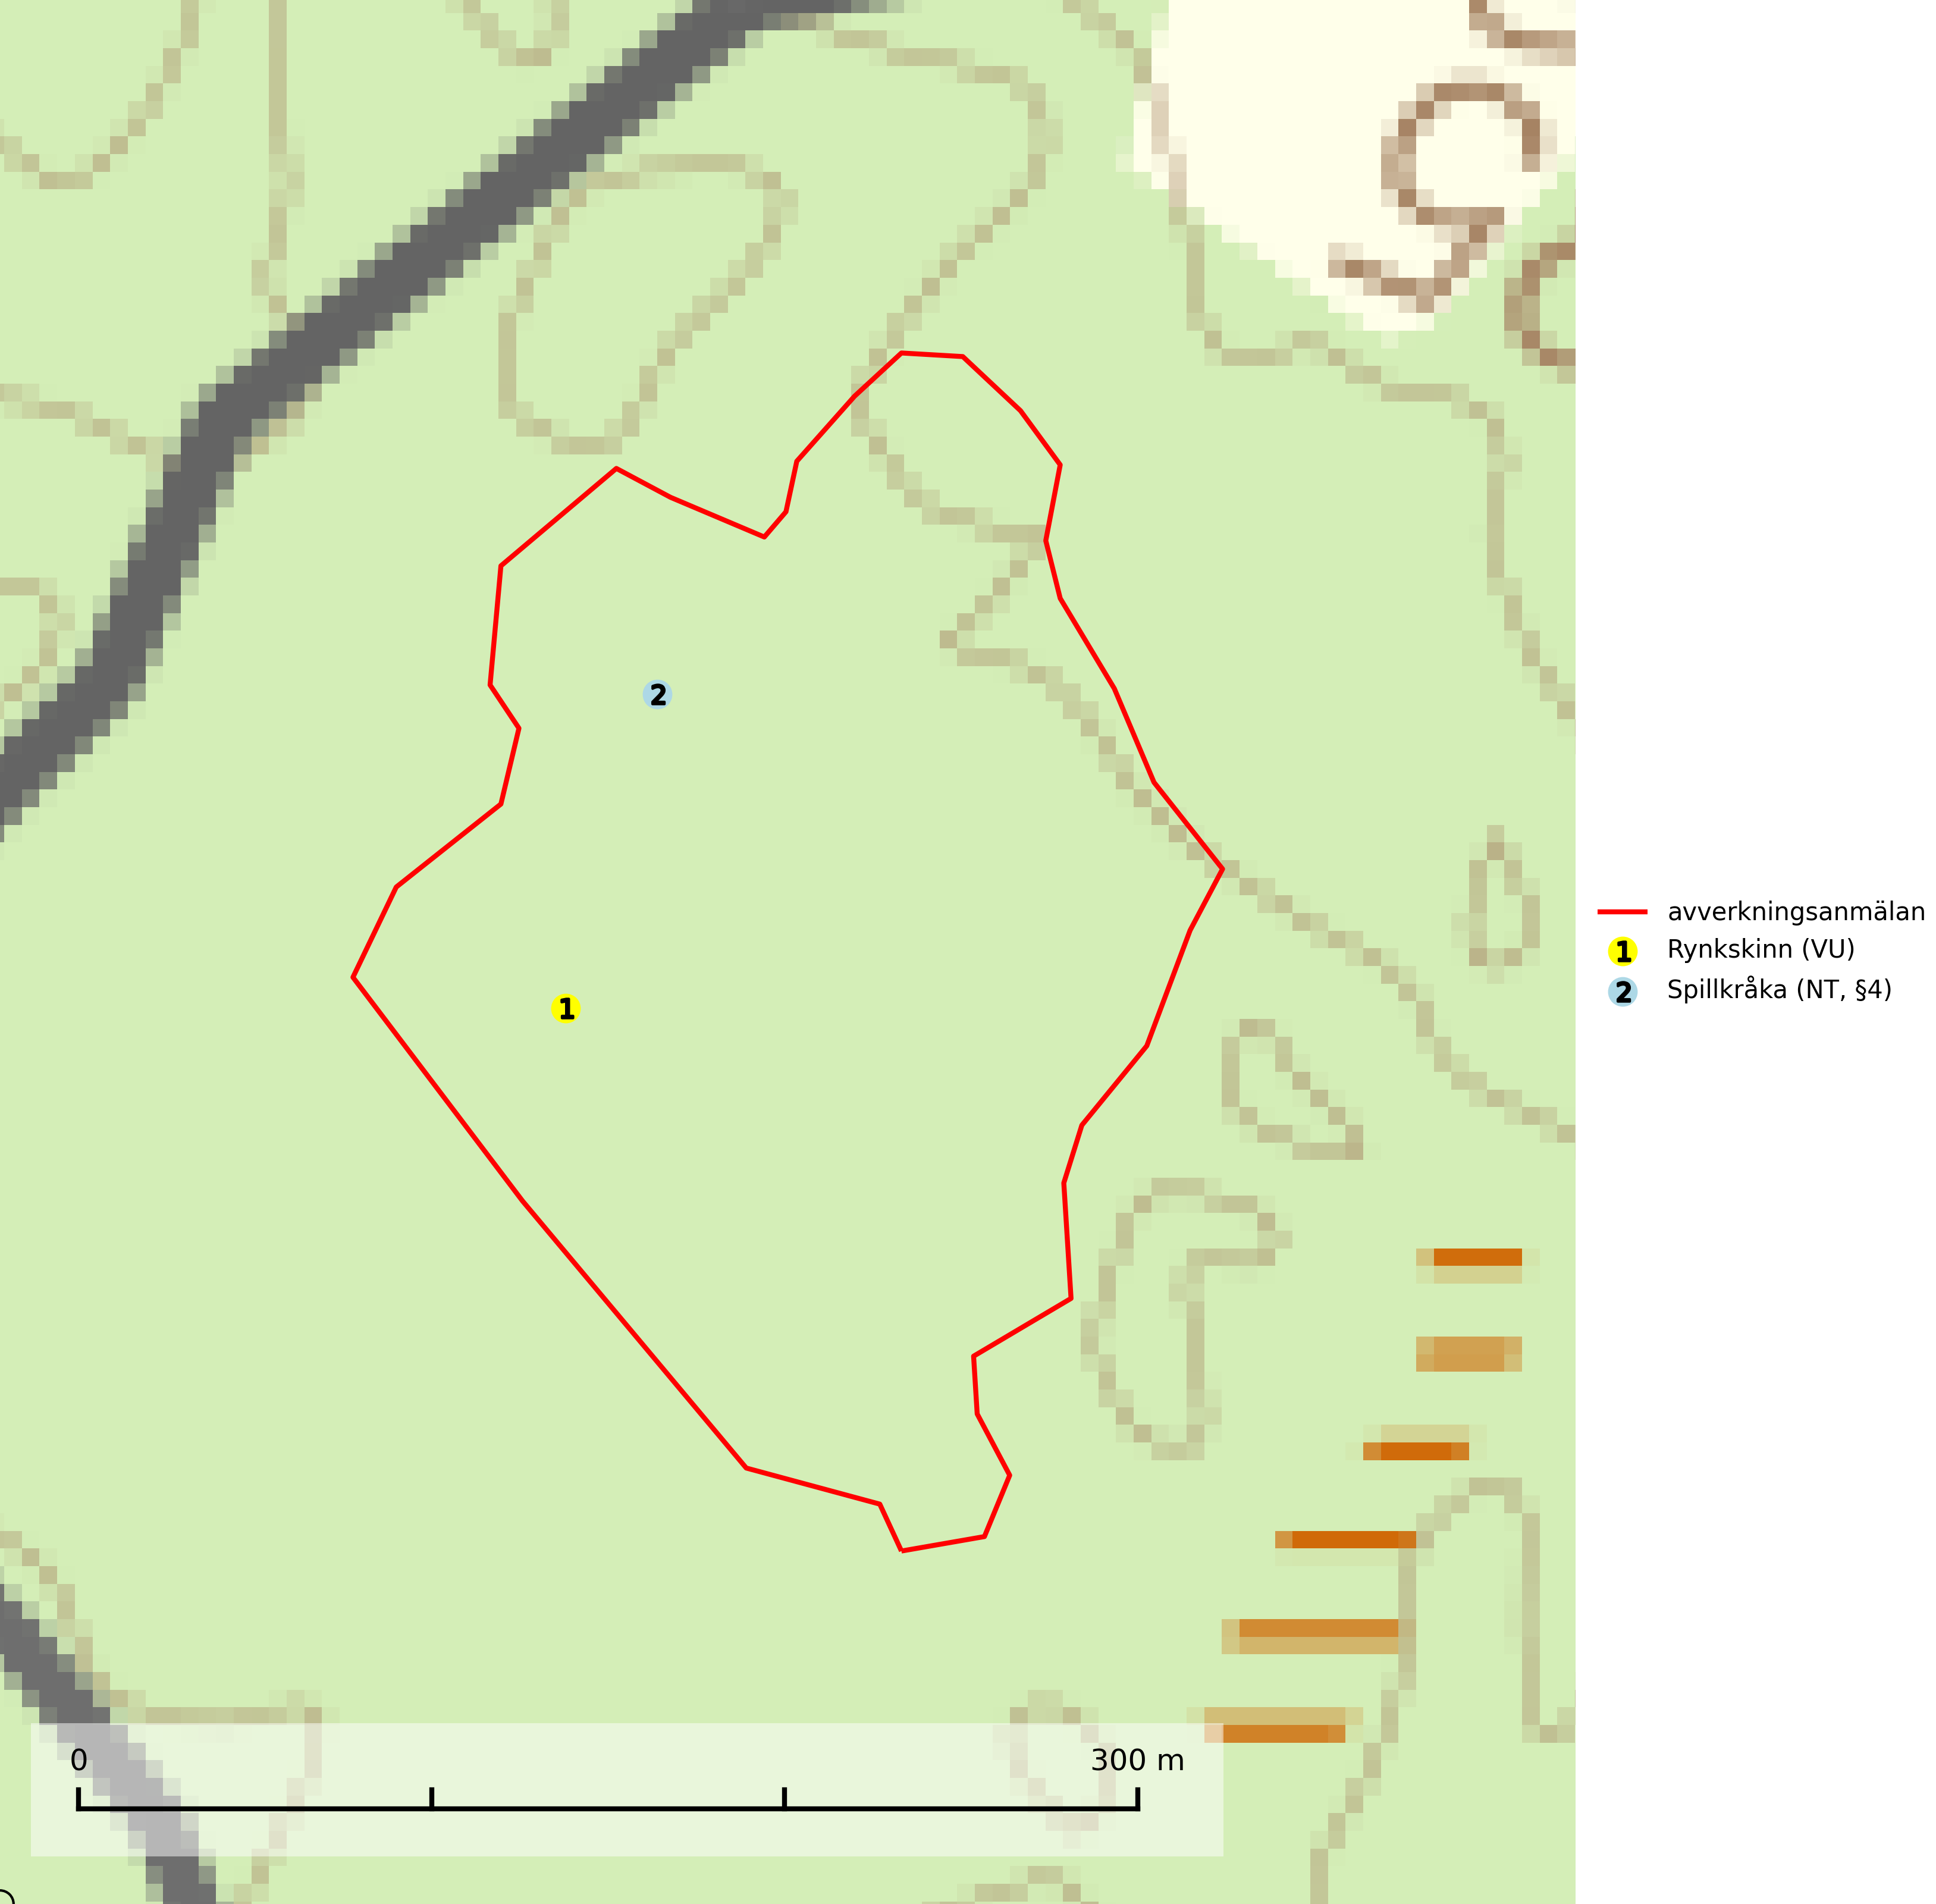 2
1
avverkningsanmälan
1 Rynkskinn (VU)
2 Spillkråka (NT, §4)
0 300 m